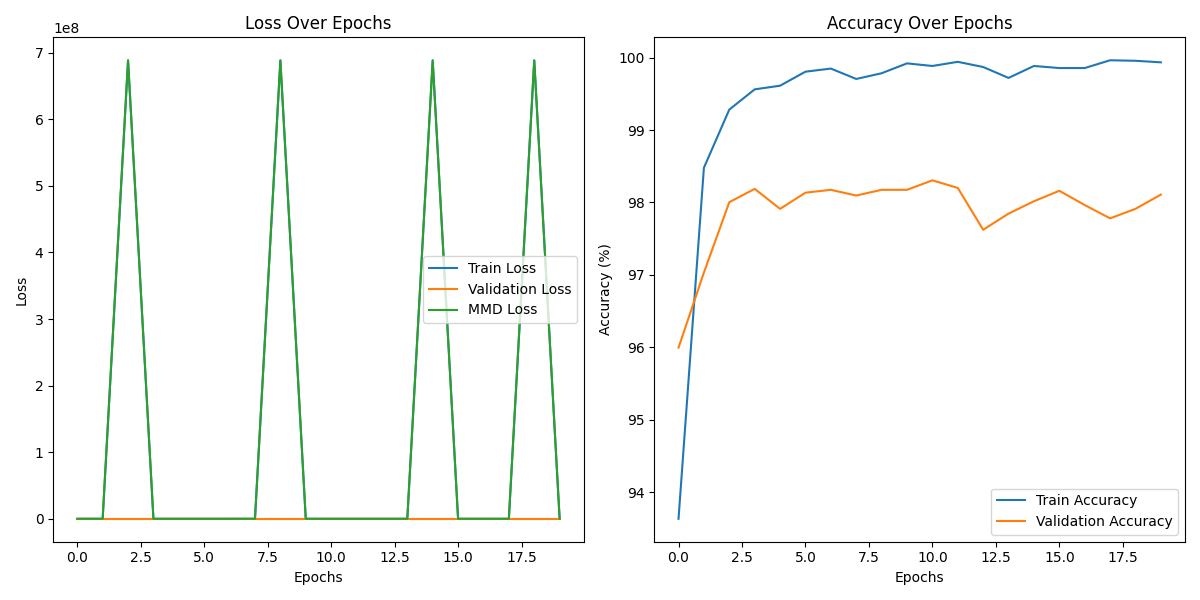 Loss Over Epochs
1e8
7
6
5
4
3
2
1
0
Loss
Train Loss
Validation Loss
MMD Loss
0.0 2.5 5.0 7.5 10.0 12.5 15.0 17.5
Epochs
Accuracy Over Epochs
100
99
98
97
96
95
94
Accuracy (%)
Train Accuracy
Validation Accuracy
0.0 2.5 5.0 7.5 10.0 12.5 15.0 17.5
Epochs